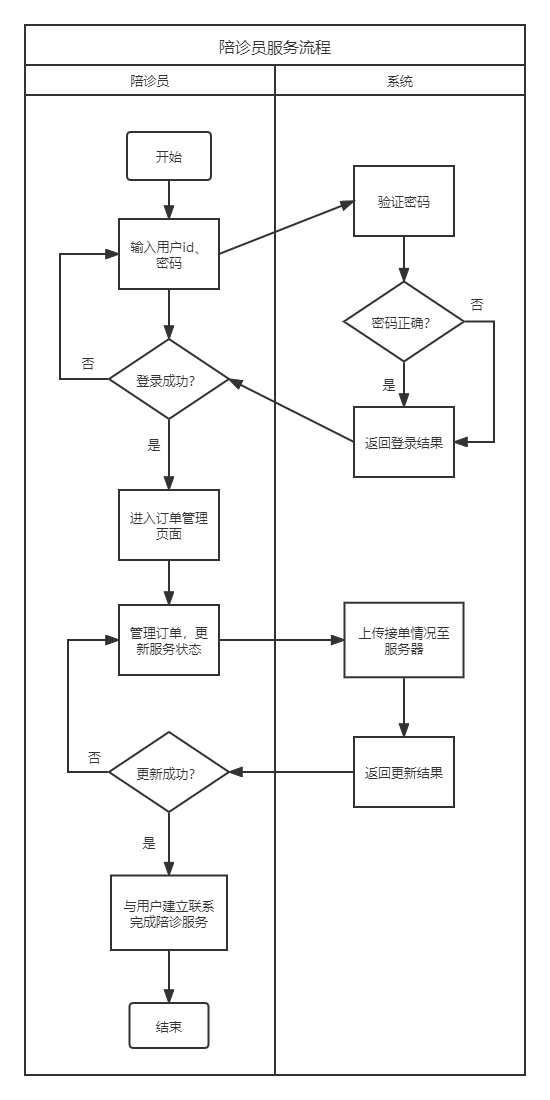 陪诊员服务流程
陪诊员
系统
开始
验证密码
输入用户id、
密码
密码正确?
否
是
登录成功?
否
是
返回登录结果
进入订单管理
页面
管理订单，更
新服务状态
上传接单情况至
服务器
返回更新结果
更新成功?
否
是
与用户建立联系
完成陪诊服务
结束